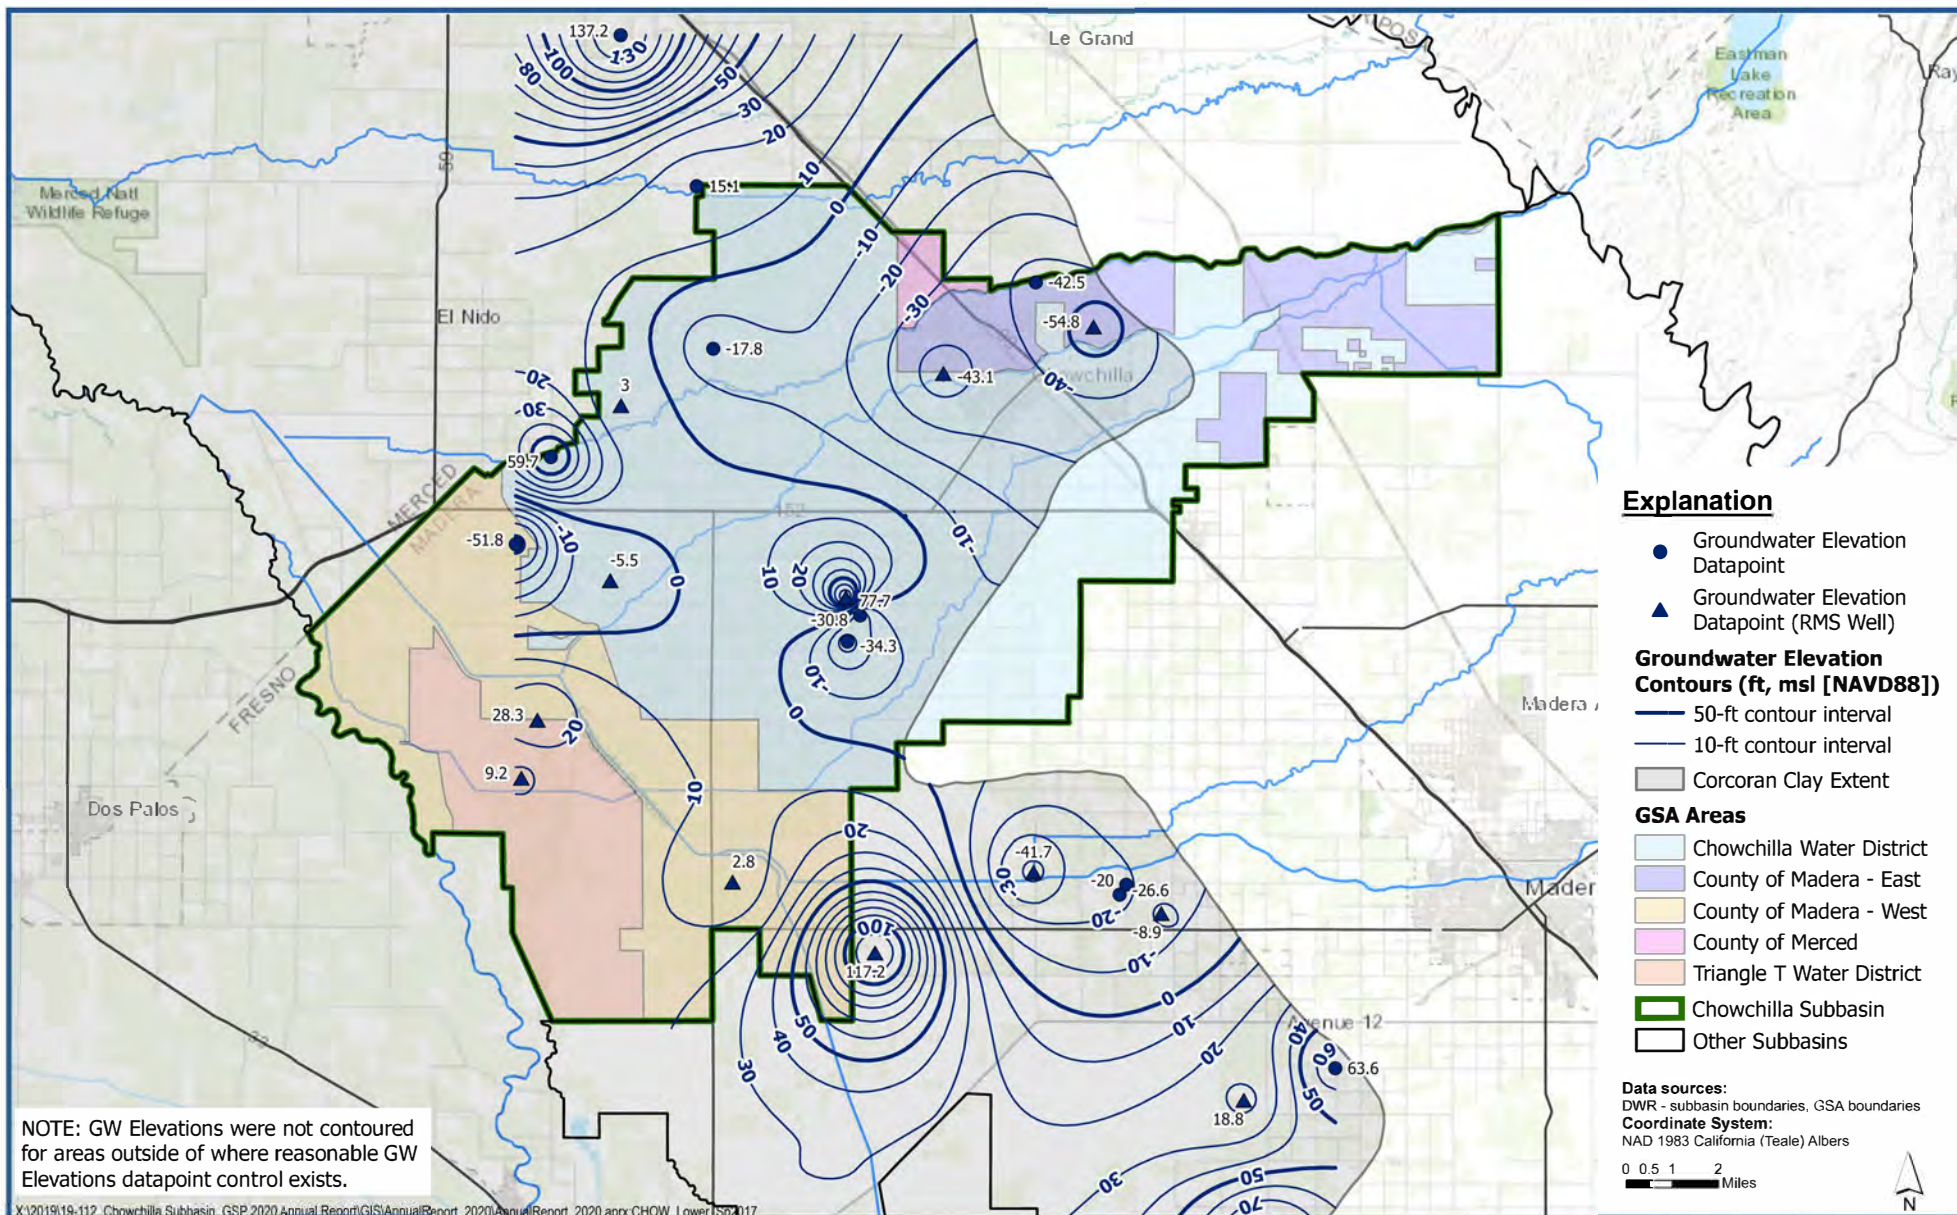 137.2
130
100
80
50
30
20
10
0
-10
-20
-30
Le Grand
Eastman
Lake
Recreation
Area
Merced Natl
Wildlife Refuge
59
15.1
El Nido
-42.5
-54.8
-17.8
-43.1
-40
3
20
30
59.7
MERCED
MADERA
152
-51.8
-10
-5.5
0
10
20
77.7
-30.8
-34.3
-10
-10
0
FRESNO
28.3
20
9.2
10
Dos Palos
2.8
20
100
117.2
50
40
30
-41.7
-30
-20
-26.6
-20
-8.9
-10
0
10
20
Avenue 12
40
60
50
63.6
18.8
30
50
70
33
Explanation
Groundwater Elevation
Datapoint
Groundwater Elevation
Datapoint (RMS Well)
Groundwater Elevation
Contours (ft, msl [NAVD88])
50-ft contour interval
10-ft contour interval
Corcoran Clay Extent
GSA Areas
Chowchilla Water District
County of Madera - East
County of Madera - West
County of Merced
Triangle T Water District
Chowchilla Subbasin
Other Subbasins
Data sources:
DWR - subbasin boundaries, GSA boundaries
Coordinate System:
NAD 1983 California (Teale) Albers
0 0.5 1 2
Miles
N
NOTE: GW Elevations were not contoured
for areas outside of where reasonable GW
Elevations datapoint control exists.